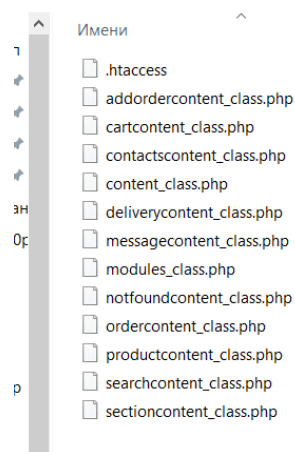 Имени
.htaccess
addordercontent_class.php
cartcontent_class.php
contactscontent_class.php
content_class.php
deliverycontent_class.php
messagecontent_class.php
modules_class.php
notfoundcontent_class.php
ordercontent_class.php
productcontent_class.php
searchcontent_class.php
sectioncontent_class.php